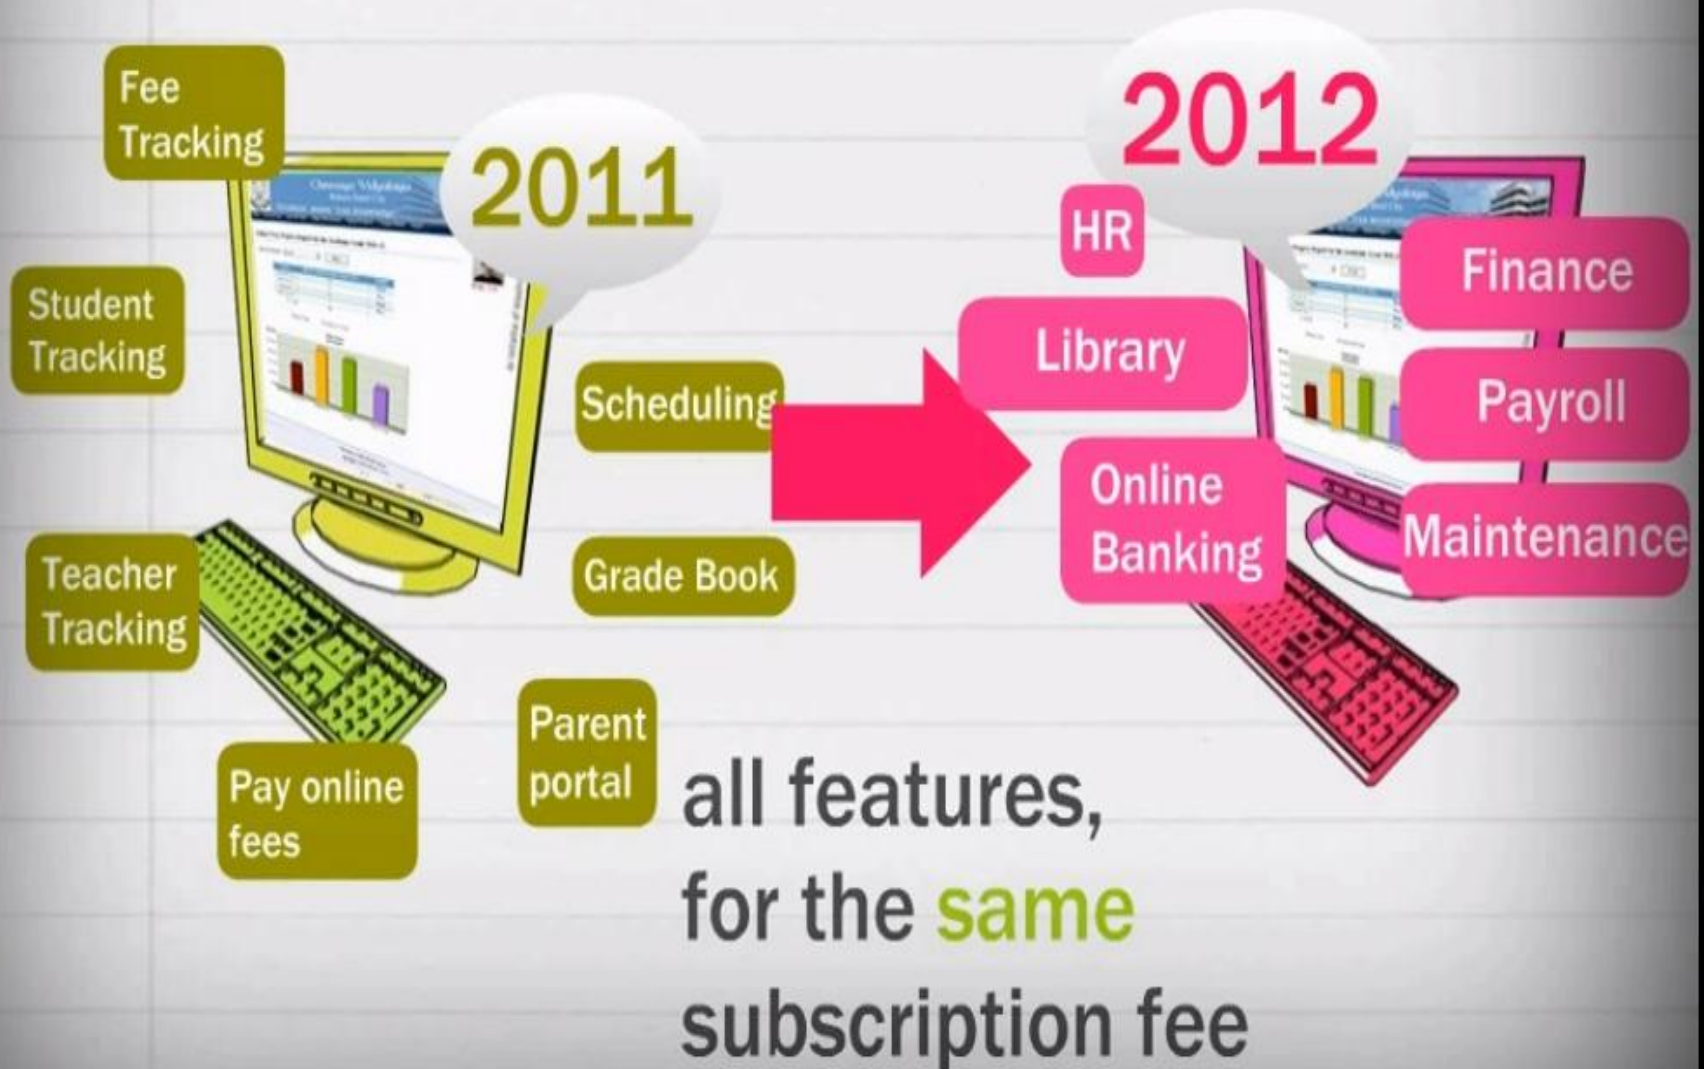 Fee
Tracking
2011
Student
Tracking
Scheduling
Teacher
Tracking
Grade Book
Pay online
fees
Parent
portal
2012
HR
Finance
Library
Payroll
Online
Banking
Maintenance
all features,
for the same
subscription fee